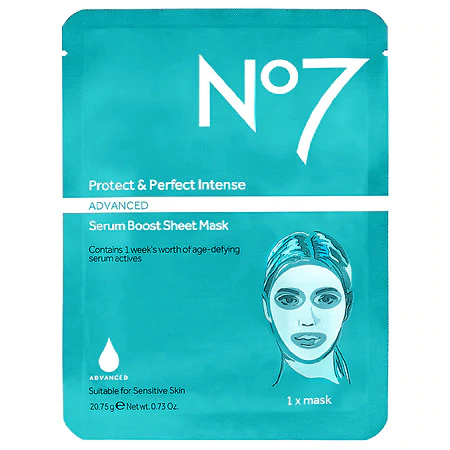 No7
Protect & Perfect Intense
ADVANCED
Serum Boost Sheet Mask
Contains 1 week's worth of age-defying
serum actives
ADVANCED
Suitable for Sensitive Skin
20.75g ℮ Net wt. 0.73 Oz.
1 x mask